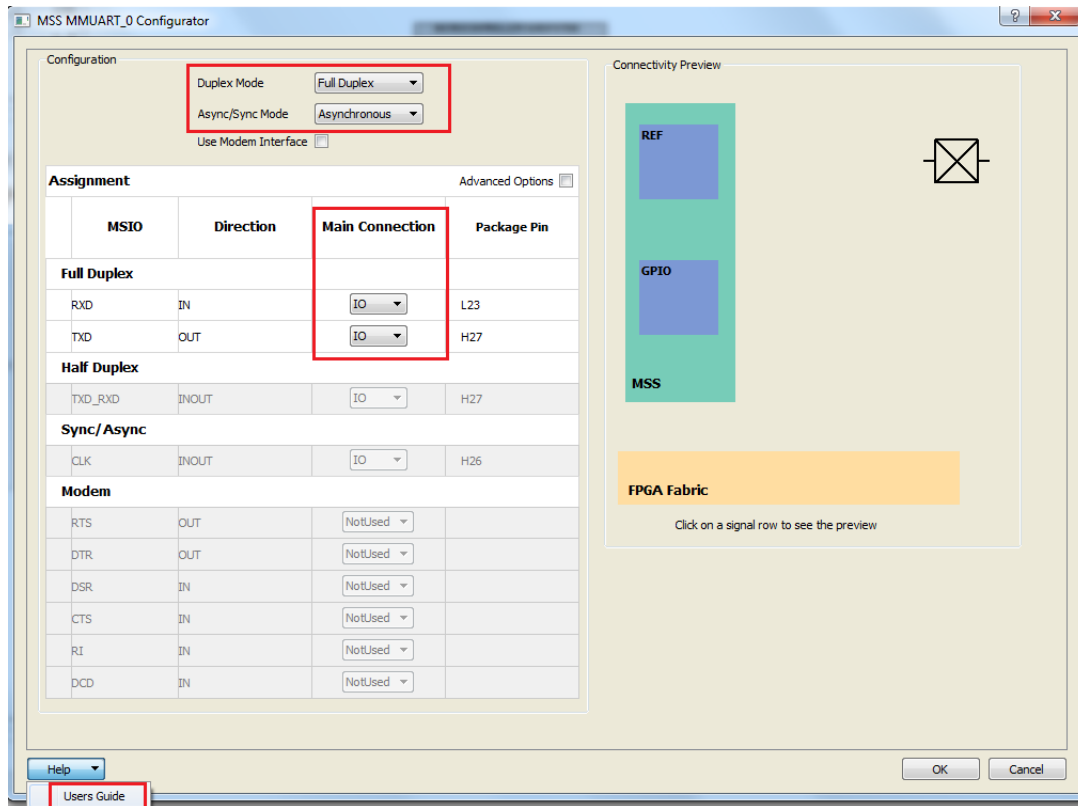 MSS MMUART_0 Configurator
Configuration
Duplex Mode Full Duplex
Async/Sync Mode Asynchronous
Use Modem Interface
Assignment Advanced Options
MSIO Direction Main Connection Package Pin
Full Duplex
RXD IN IO L23
TXD OUT IO H27
Half Duplex
TXD_RXD INOUT IO H27
Sync/Async
CLK INOUT IO H26
Modem
RTS OUT NotUsed
DTR OUT NotUsed
DSR IN NotUsed
CTS IN NotUsed
RI IN NotUsed
DCD IN NotUsed
Connectivity Preview
REF
GPIO
MSS
FPGA Fabric
Click on a signal row to see the preview
Help OK Cancel
Users Guide